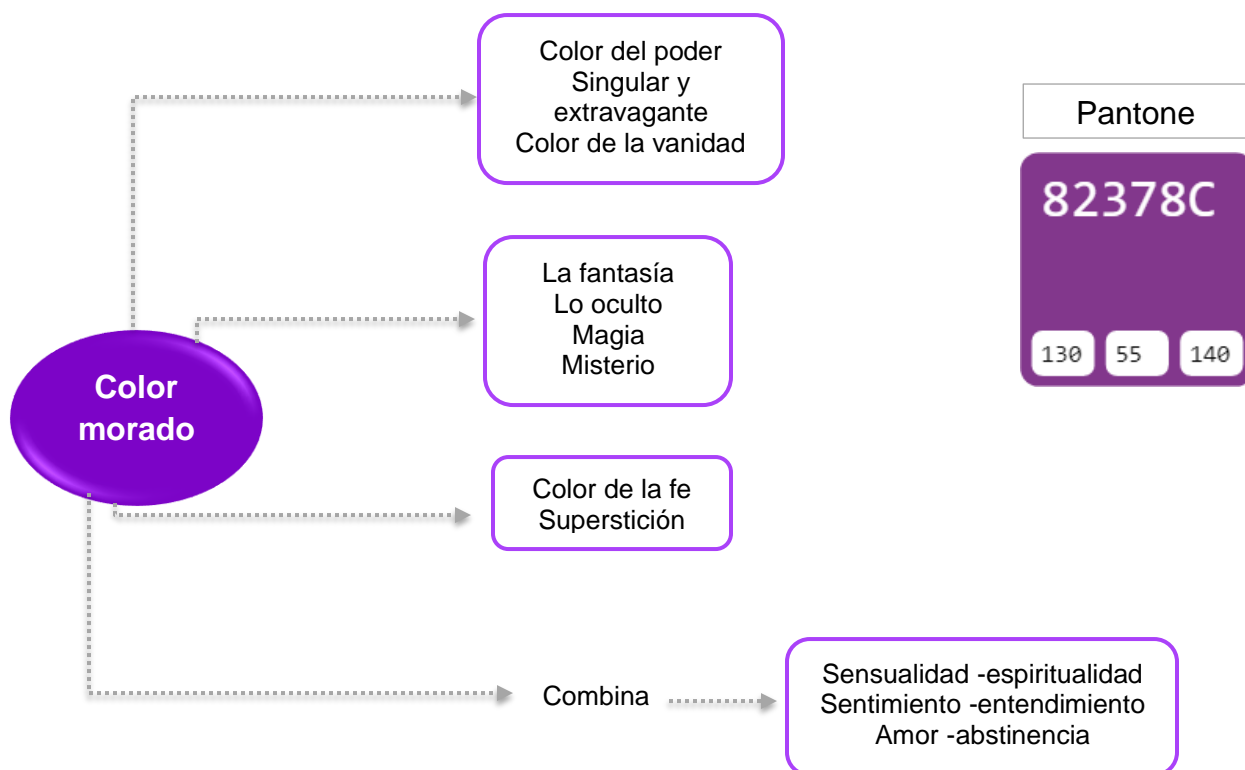 Color del poder
Singular y
extravagante
Color de la vanidad
Pantone
82378C
130 55 140
La fantasía
Lo oculto
Magia
Misterio
Color
morado
Color de la fe
Superstición
Combina
Sensualidad -espiritualidad
Sentimiento -entendimiento
Amor -abstinencia